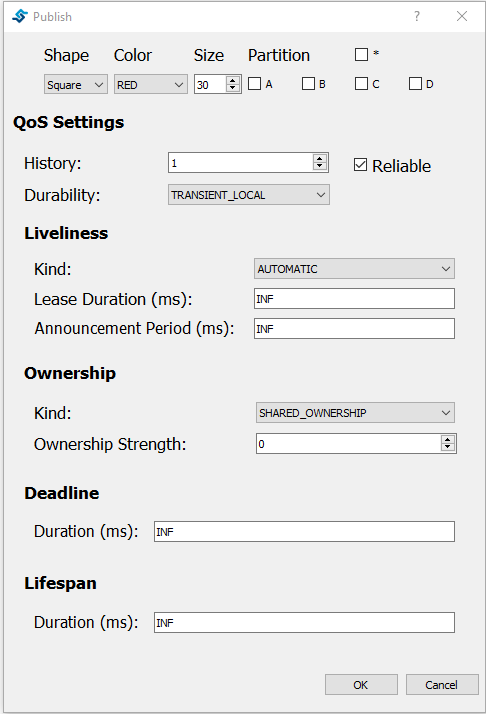 Publish
Shape Color Size Partition *
Square RED 30 A B C D
QoS Settings
History: 1 Reliable
Durability: TRANSIENT_LOCAL
Liveliness
Kind: AUTOMATIC
Lease Duration (ms): INF
Announcement Period (ms): INF
Ownership
Kind: SHARED_OWNERSHIP
Ownership Strength: 0
Deadline
Duration (ms): INF
Lifespan
Duration (ms): INF
OK Cancel